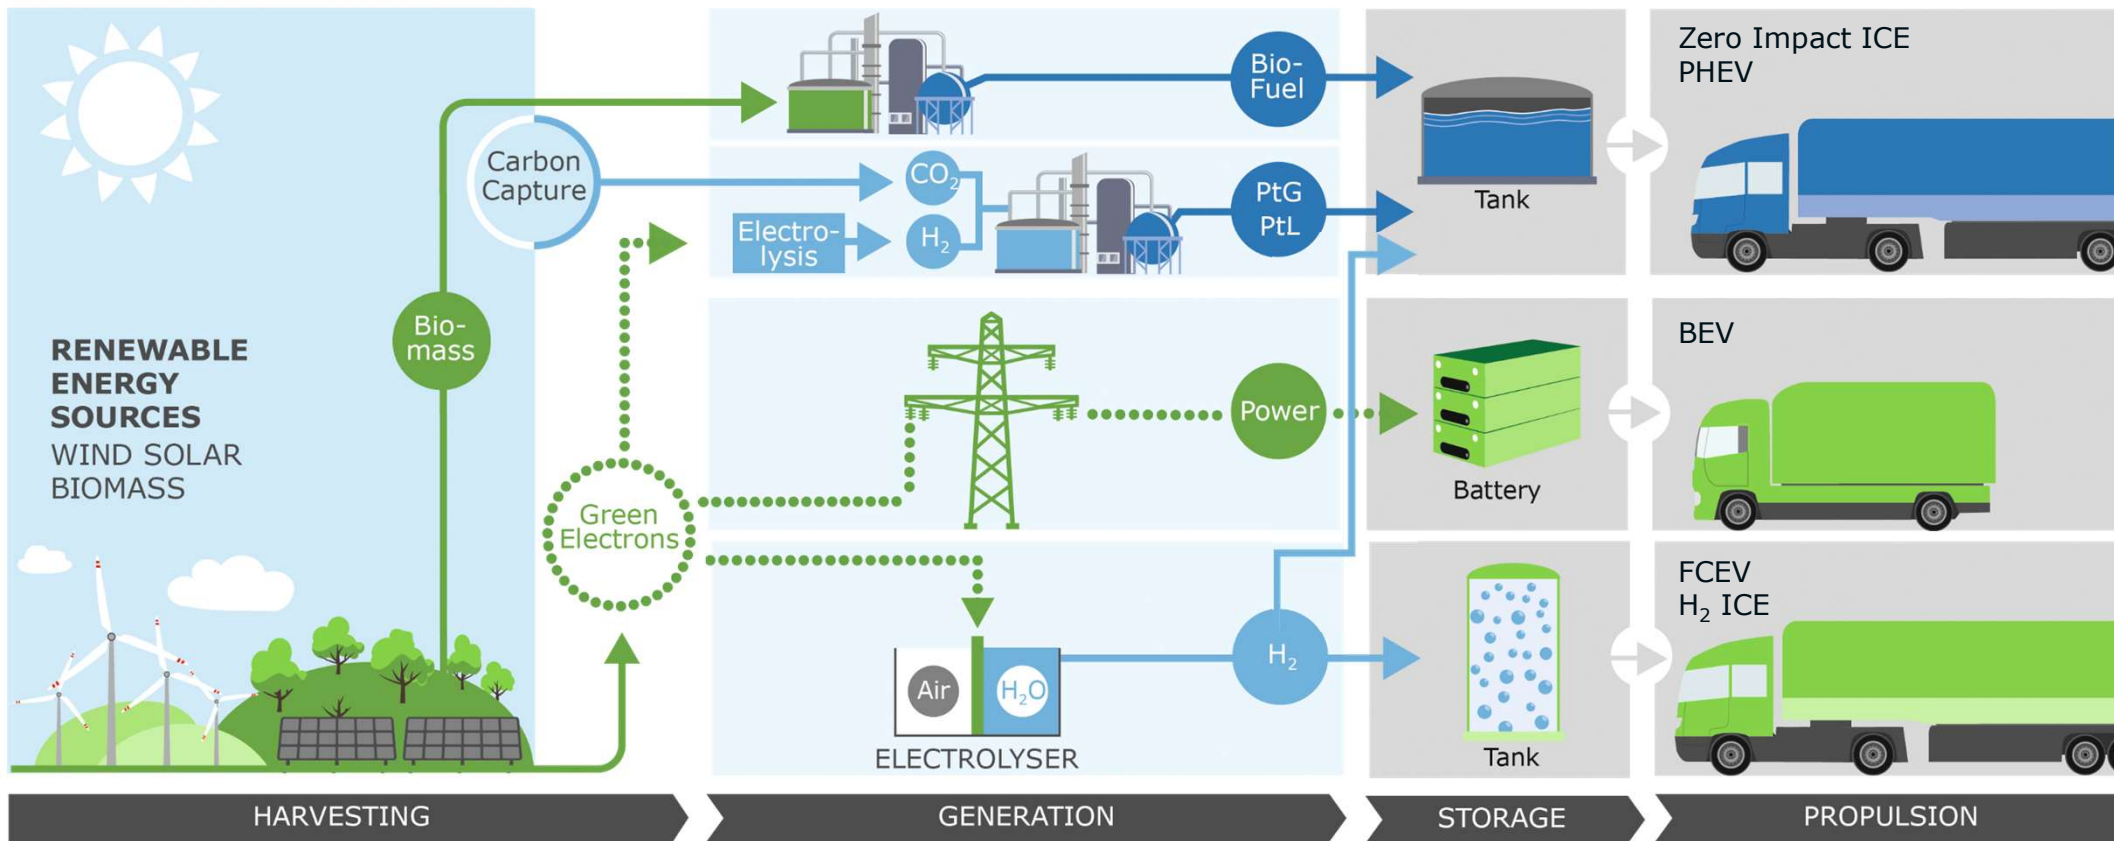 RENEWABLE
ENERGY
SOURCES
WIND SOLAR
BIOMASS
Bio-
mass
Carbon
Capture
Green
Electrons
Bio-
Fuel
CO₂
Electro-
lysis
H₂
PtG
PtL
Power
Air
H₂O
ELECTROLYSER
H₂
Tank
Battery
Tank
Zero Impact ICE
PHEV
BEV
FCEV
H₂ ICE
HARVESTING
GENERATION
STORAGE
PROPULSION